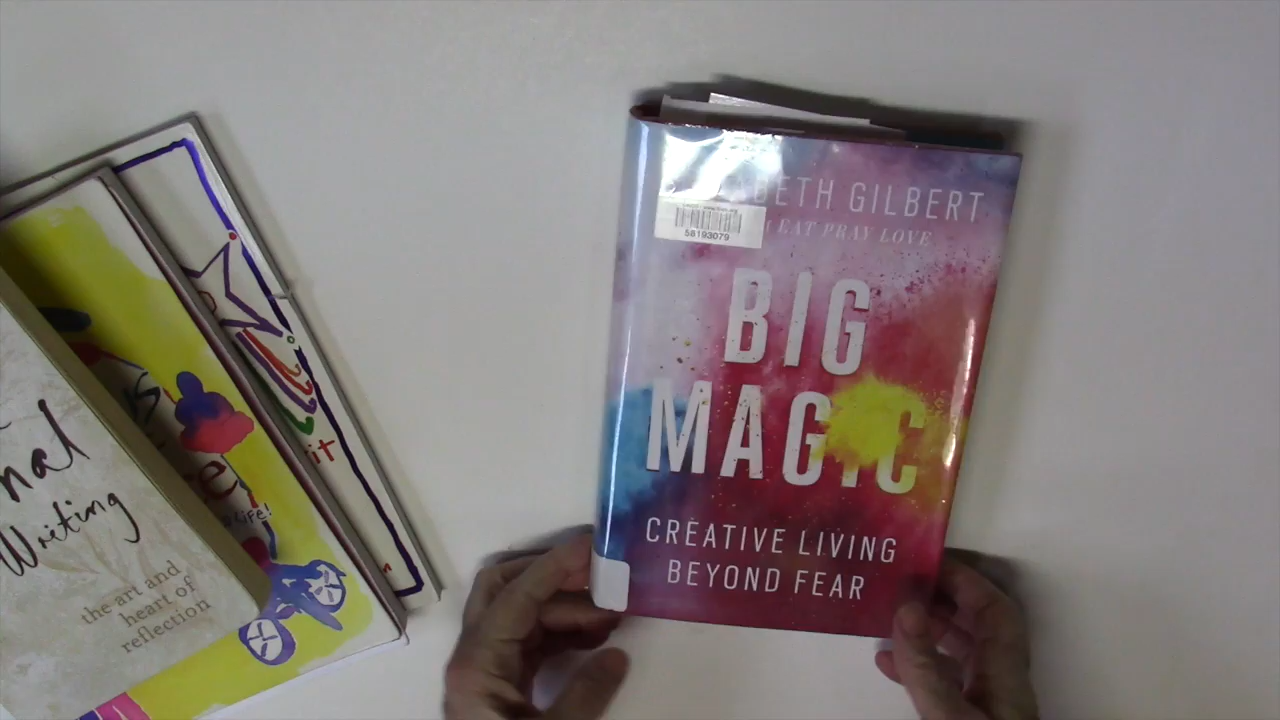 BETH GILBERT
EAT PRAY LOVE
58193079
BIG
MAGIC
CREATIVE LIVING
BEYOND FEAR
nal
Writing
the art and
heart of
reflection
Life!
it